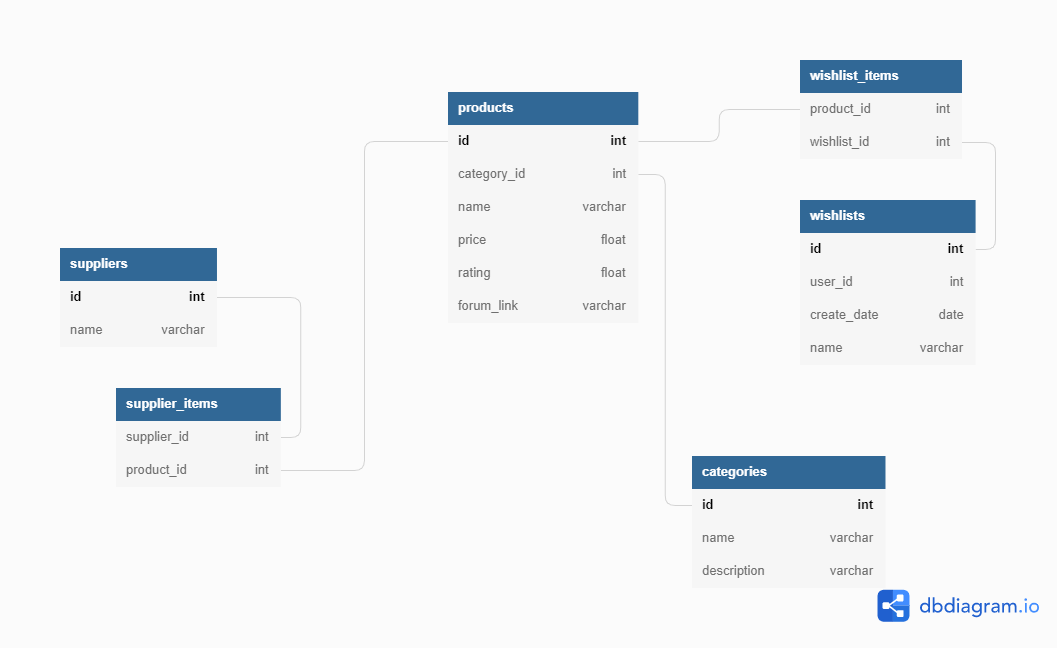 products
id int
category_id int
name varchar
price float
rating float
forum_link varchar
wishlist_items
product_id int
wishlist_id int
wishlists
id int
user_id int
create_date date
name varchar
suppliers
id int
name varchar
supplier_items
supplier_id int
product_id int
categories
id int
name varchar
description varchar
dbdiagram.io